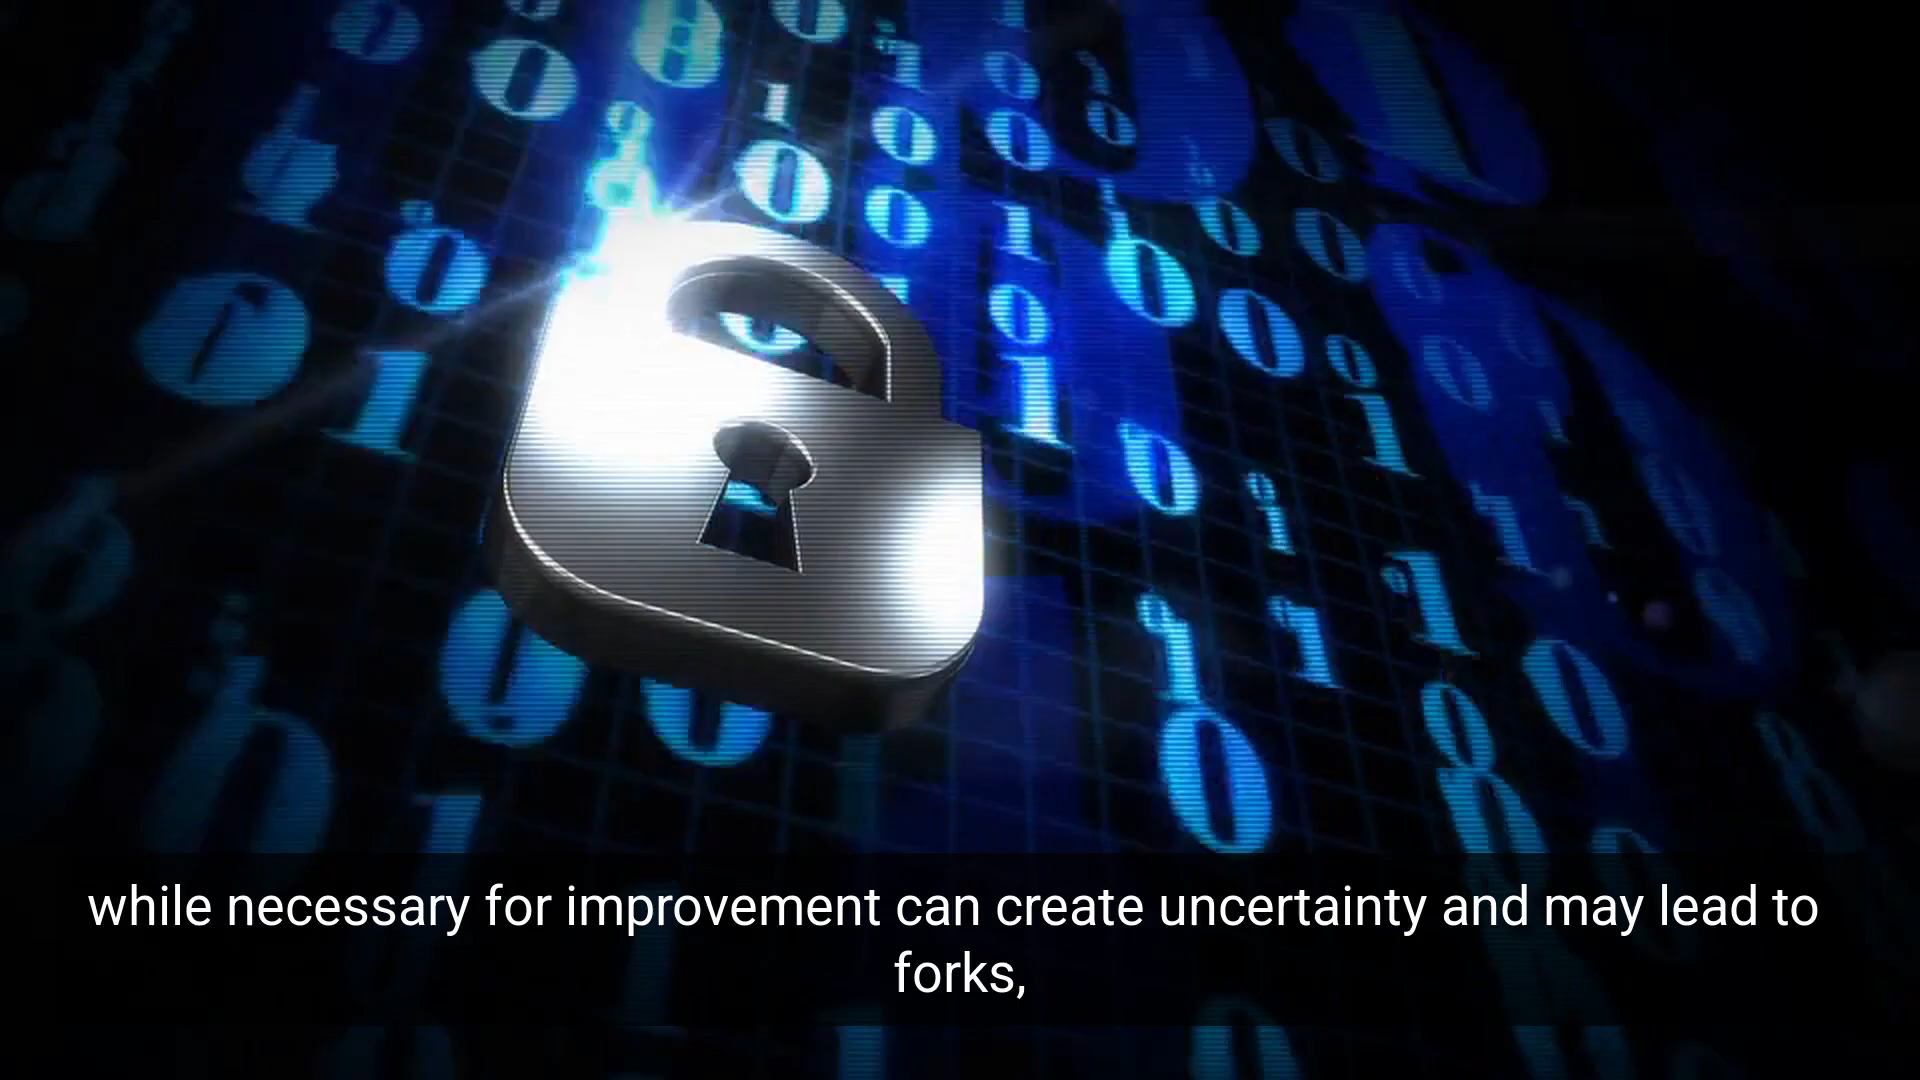 while necessary for improvement can create uncertainty and may lead to
forks,